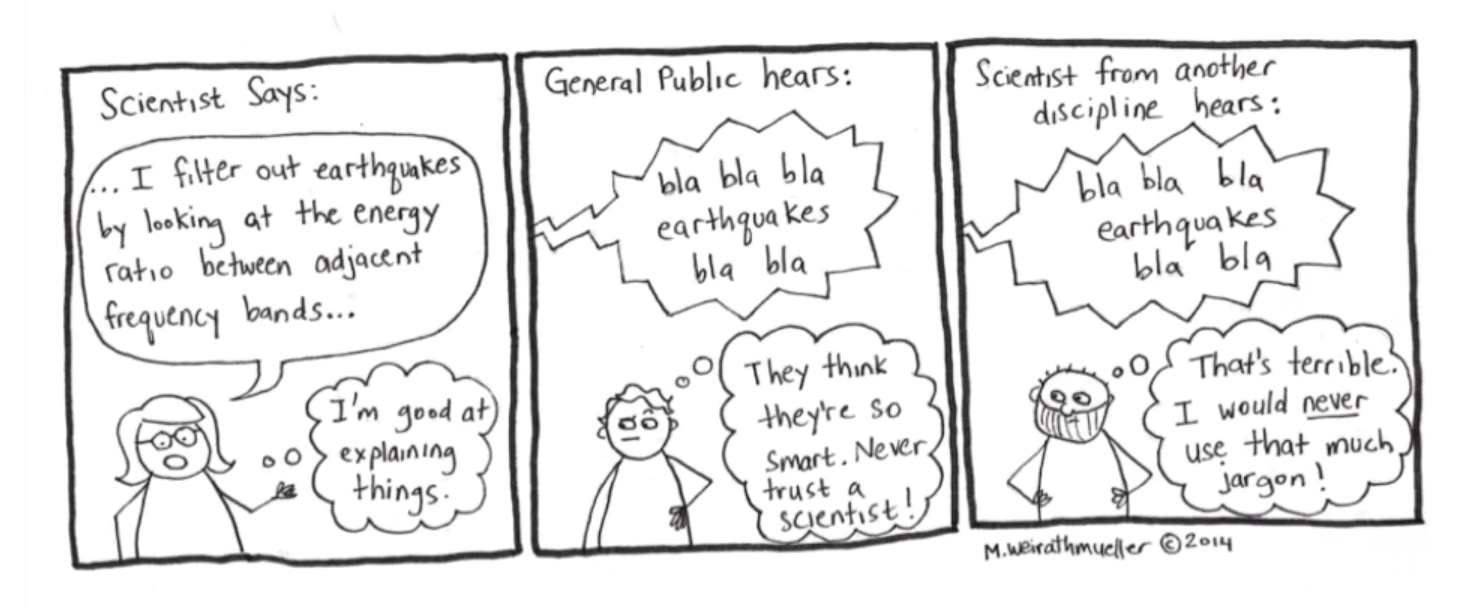 Scientist Says:
... I filter out earthquakes
by looking at the energy
ratio between adjacent
frequency bands...
I'm good at
explaining
things.
General Public hears:
bla bla bla
earthquakes
bla bla
They think
they're so
smart. Never
trust a
scientist!
Scientist from another
discipline hears:
bla bla bla
earthquakes
bla bla
That's terrible.
I would never
use that much
jargon!
M.Weirathmueller ©2014